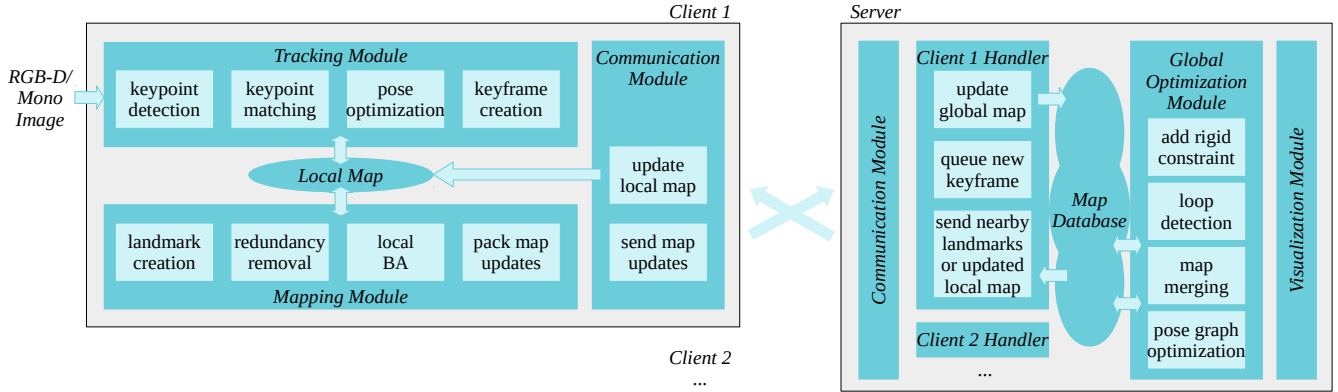 Client 1
RGB-D/
Mono
Image
Tracking Module
keypoint
detection
keypoint
matching
pose
optimization
keyframe
creation
Local Map
landmark
creation
redundancy
removal
local
BA
pack map
updates
Mapping Module
Communication
Module
update
local map
send map
updates
Client 2
...
Server
Communication Module
Client 1 Handler
update
global map
queue new
keyframe
send nearby
landmarks
or updated
local map
Client 2 Handler
...
Map
Database
Global
Optimization
Module
add rigid
constraint
loop
detection
map
merging
pose graph
optimization
Visualization Module